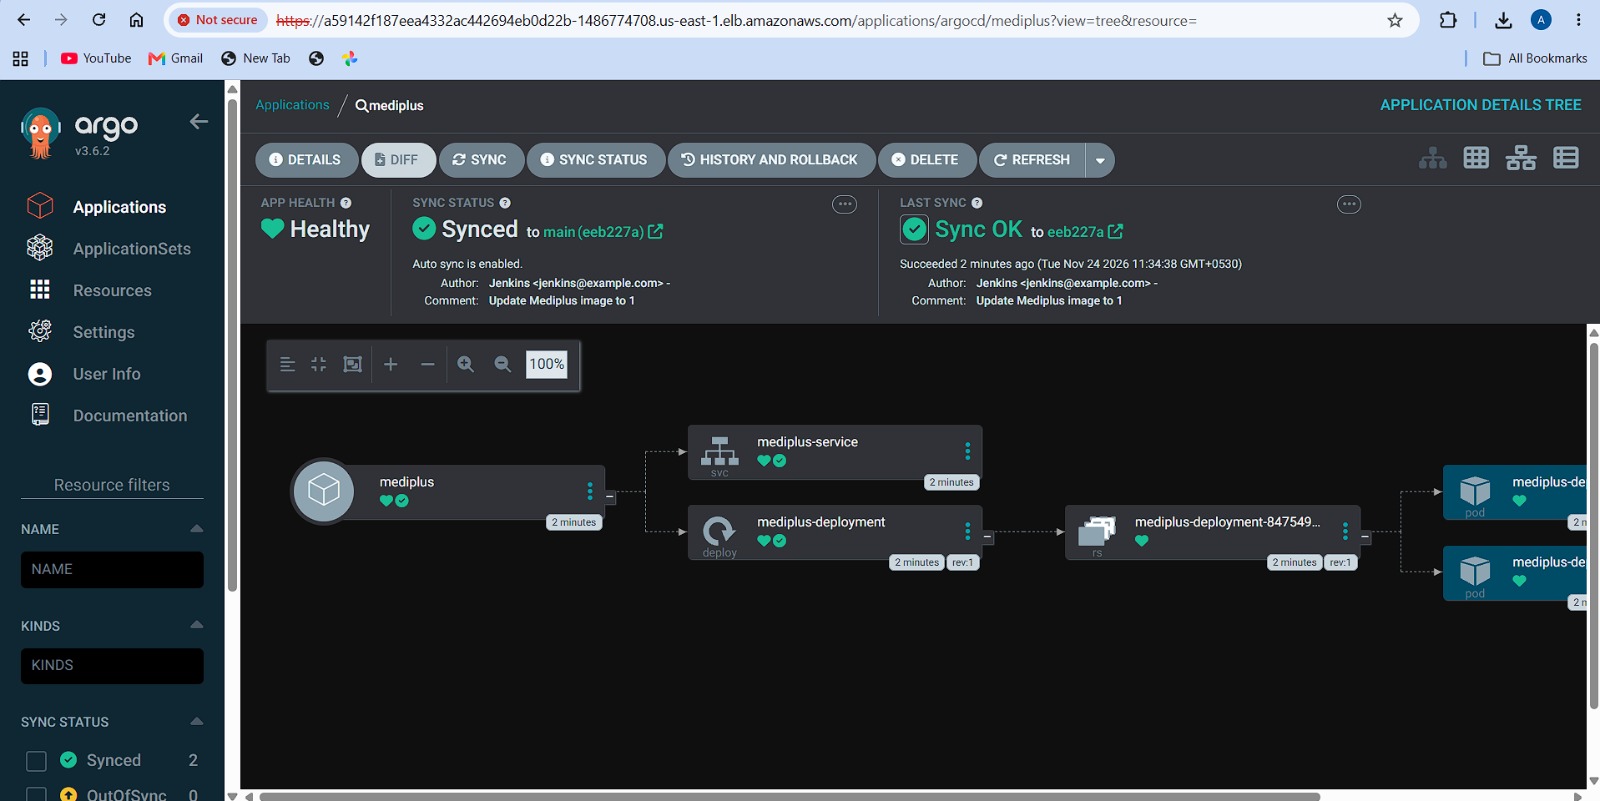 Not secure https://a59142f187eea4332ac442694eb0d22b-1486774708.us-east-1.elb.amazonaws.com/applications/argocd/mediplus?view=tree&resource= A
YouTube Gmail New Tab All Bookmarks
argo
v3.6.2
Applications
ApplicationSets
Resources
Settings
User Info
Documentation
Resource filters
NAME
NAME
KINDS
KINDS
SYNC STATUS
Synced 2
OutOfSync 0
Applications / mediplus APPLICATION DETAILS TREE
DETAILS DIFF SYNC SYNC STATUS HISTORY AND ROLLBACK DELETE REFRESH
APP HEALTH
Healthy
SYNC STATUS
Synced to main (eeb227a)
Auto sync is enabled.
Author: Jenkins <jenkins@example.com> -
Comment: Update Mediplus image to 1
LAST SYNC
Sync OK to eeb227a
Succeeded 2 minutes ago (Tue Nov 24 2026 11:34:38 GMT+0530)
Author: Jenkins <jenkins@example.com> -
Comment: Update Mediplus image to 1
100%
mediplus
2 minutes
mediplus-service
svc
2 minutes
mediplus-deployment
deploy
2 minutes rev:1
mediplus-deployment-847549...
rs
2 minutes rev:1
mediplus-de
pod
2 m
mediplus-de
pod
2 m